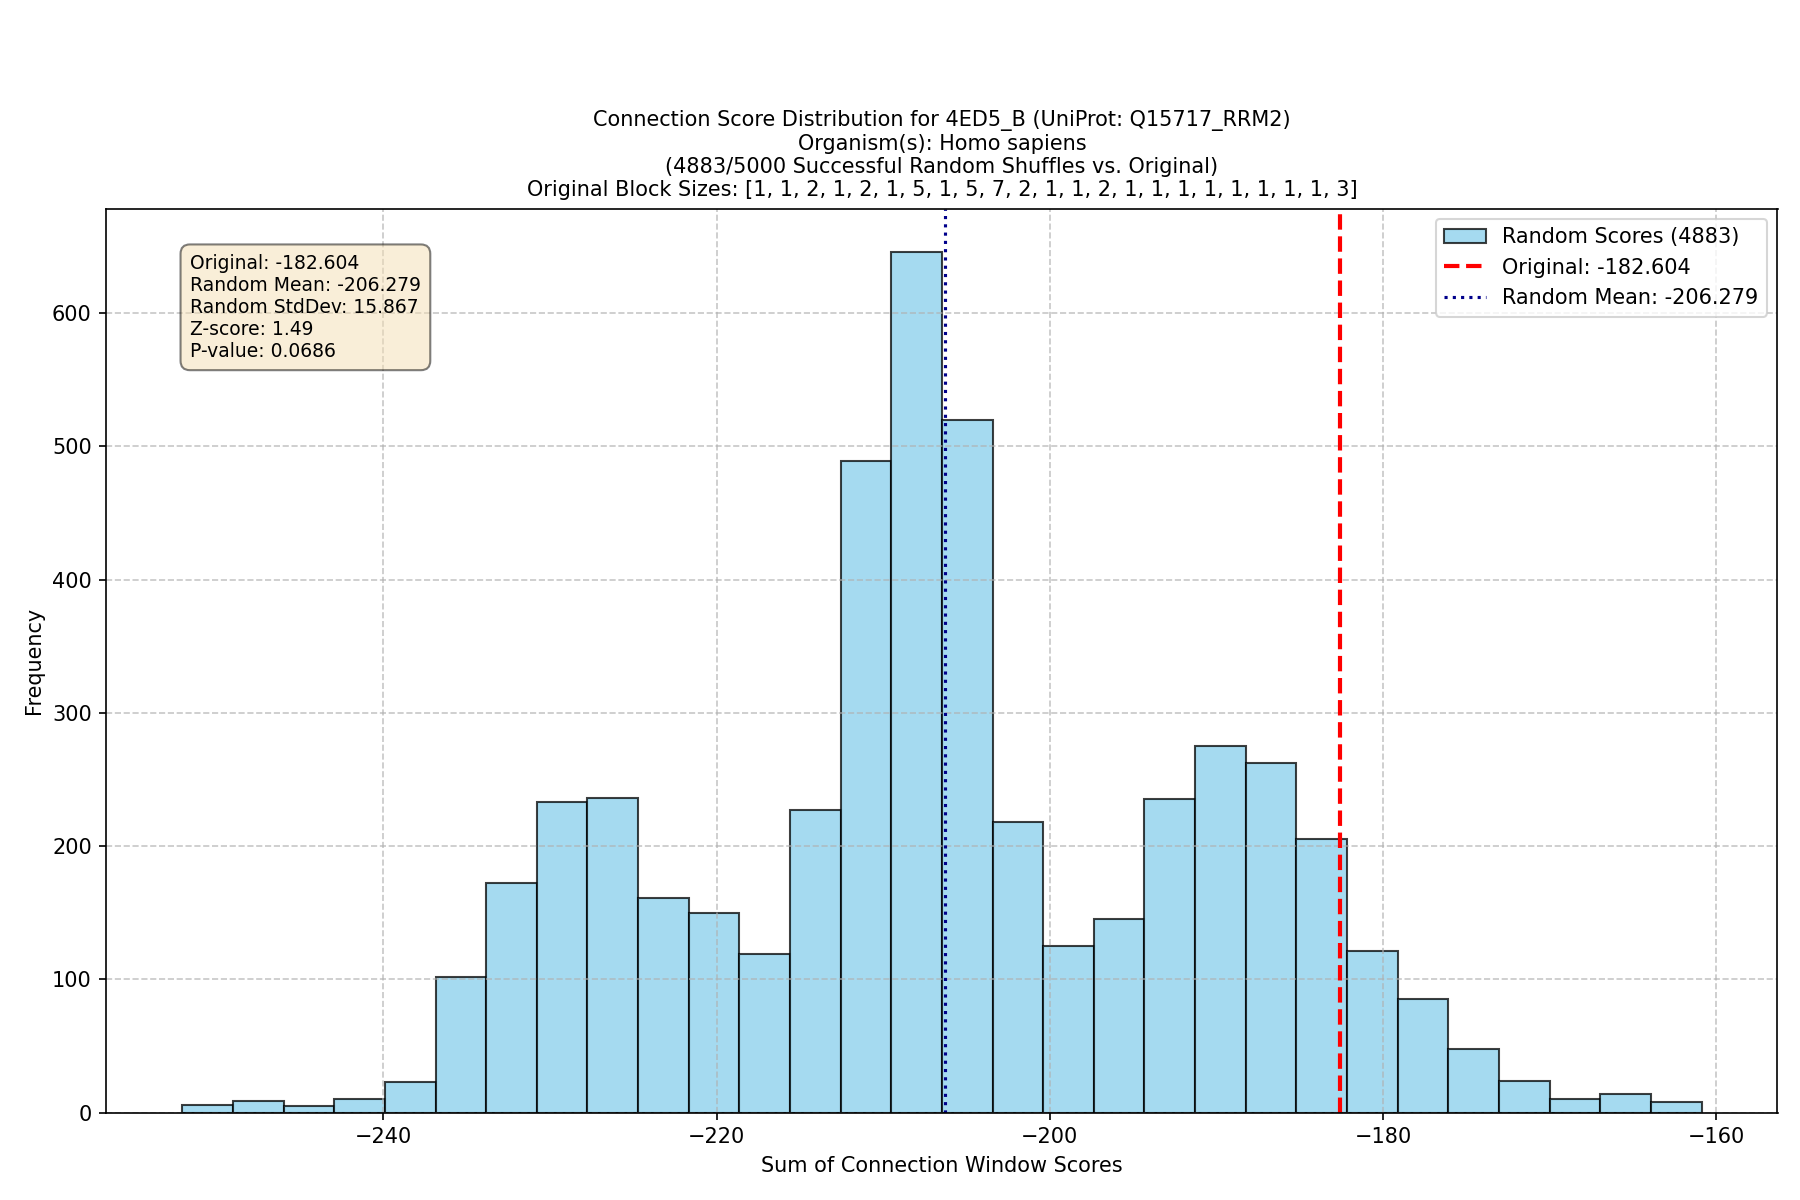 Connection Score Distribution for 4ED5_B (UniProt: Q15717_RRM2)
Organism(s): Homo sapiens
(4883/5000 Successful Random Shuffles vs. Original)
Original Block Sizes: [1, 1, 2, 1, 2, 1, 5, 1, 5, 7, 2, 1, 1, 2, 1, 1, 1, 1, 1, 1, 1, 1, 3]
Original: -182.604
Random Mean: -206.279
Random StdDev: 15.867
Z-score: 1.49
P-value: 0.0686
Random Scores (4883)
Original: -182.604
Random Mean: -206.279
Frequency
600
500
400
300
200
100
0
−240
−220
−200
−180
−160
Sum of Connection Window Scores